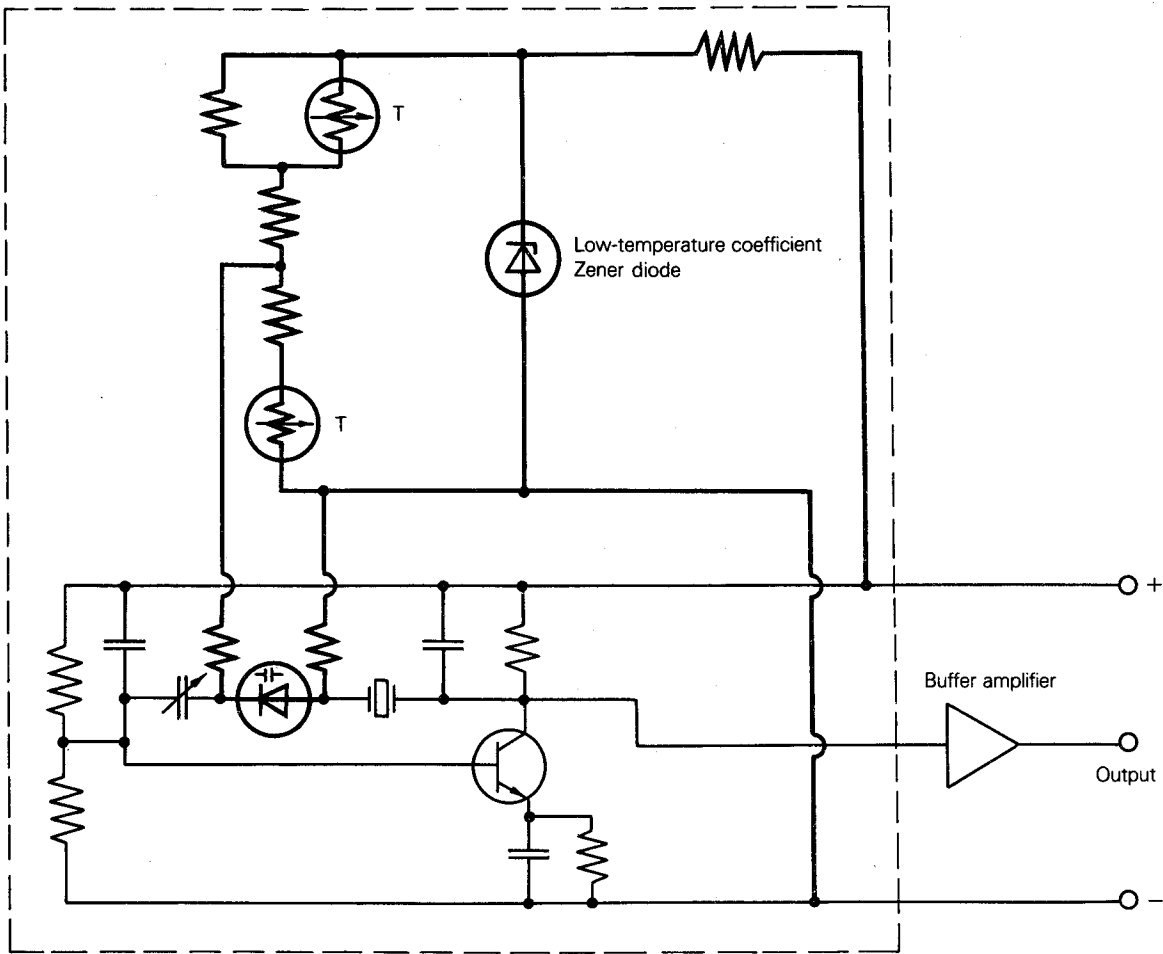 T
Low-temperature coefficient
Zener diode
T
+
Buffer amplifier
Output
−